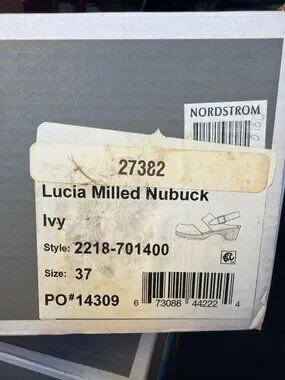 NORDSTROM
27382
Lucia Milled Nubuck
Ivy
Style: 2218-701400
Size: 37
PO#14309
6 73088 44222 4